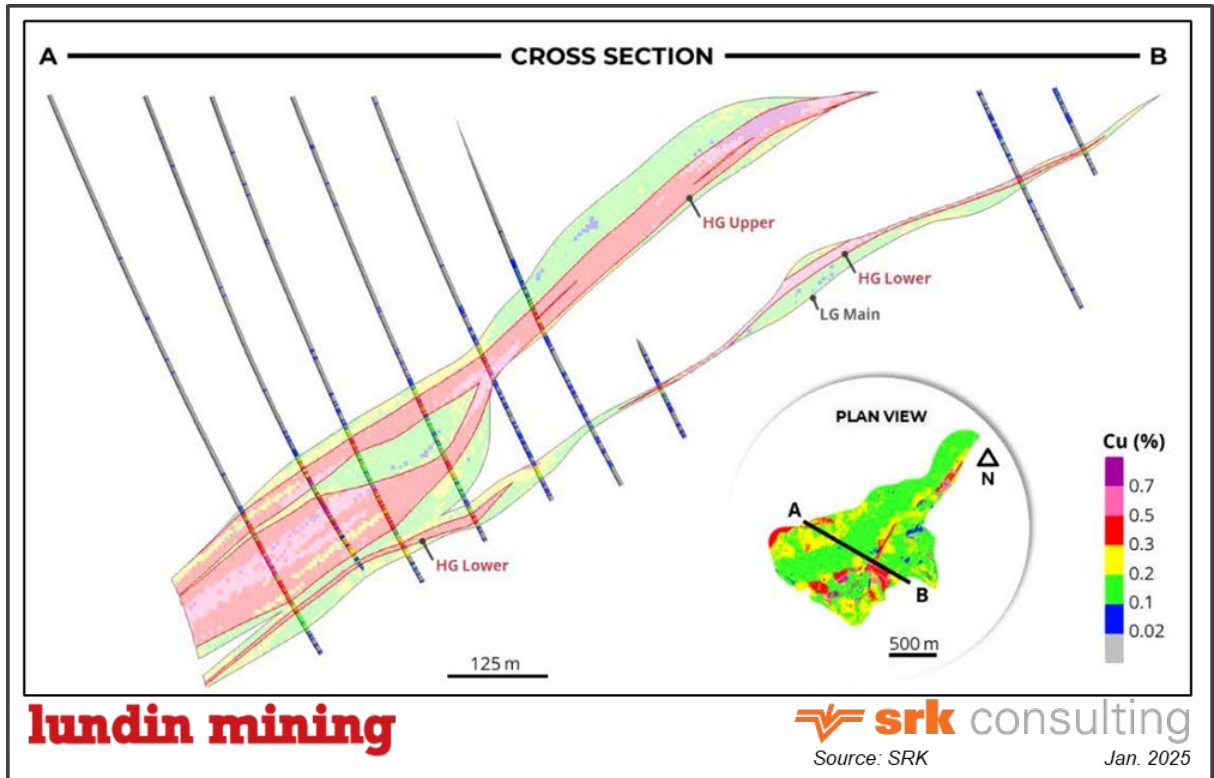 A CROSS SECTION B
HG Upper
HG Lower
LG Main
HG Lower
125 m
PLAN VIEW
N
A
B
500 m
Cu (%)
0.7
0.5
0.3
0.2
0.1
0.02
lundin mining
srk consulting
Source: SRK Jan. 2025